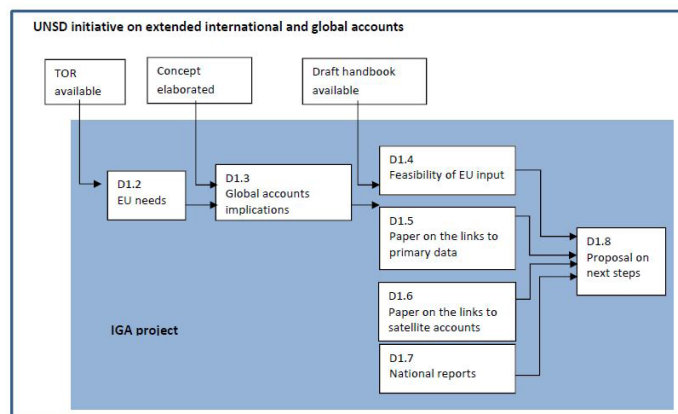 UNSD initiative on extended international and global accounts
TOR
available
Concept
elaborated
Draft handbook
available
D1.2
EU needs
D1.3
Global accounts
implications
D1.4
Feasibility of EU input
D1.5
Paper on the links to
primary data
D1.6
Paper on the links to
satellite accounts
D1.7
National reports
D1.8
Proposal on
next steps
IGA project